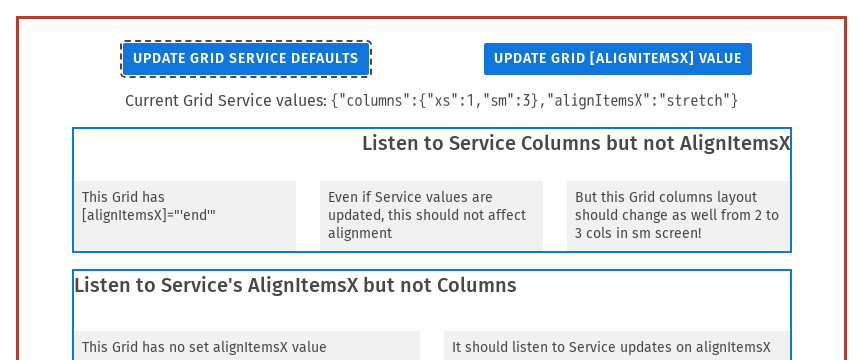 UPDATE GRID SERVICE DEFAULTS
UPDATE GRID [ALIGNITEMSX] VALUE
Current Grid Service values: {"columns":{"xs":1,"sm":3},"alignItemsX":"stretch"}
Listen to Service Columns but not AlignItemsX
This Grid has
[alignItemsX]="'end'"
Even if Service values are
updated, this should not affect
alignment
But this Grid columns layout
should change as well from 2 to
3 cols in sm screen!
Listen to Service's AlignItemsX but not Columns
This Grid has no set alignItemsX value
It should listen to Service updates on alignItemsX